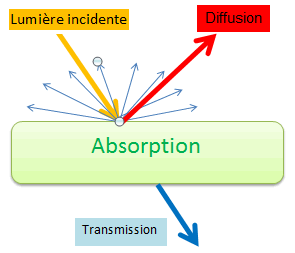 Lumière incidente
Diffusion
Absorption
Transmission